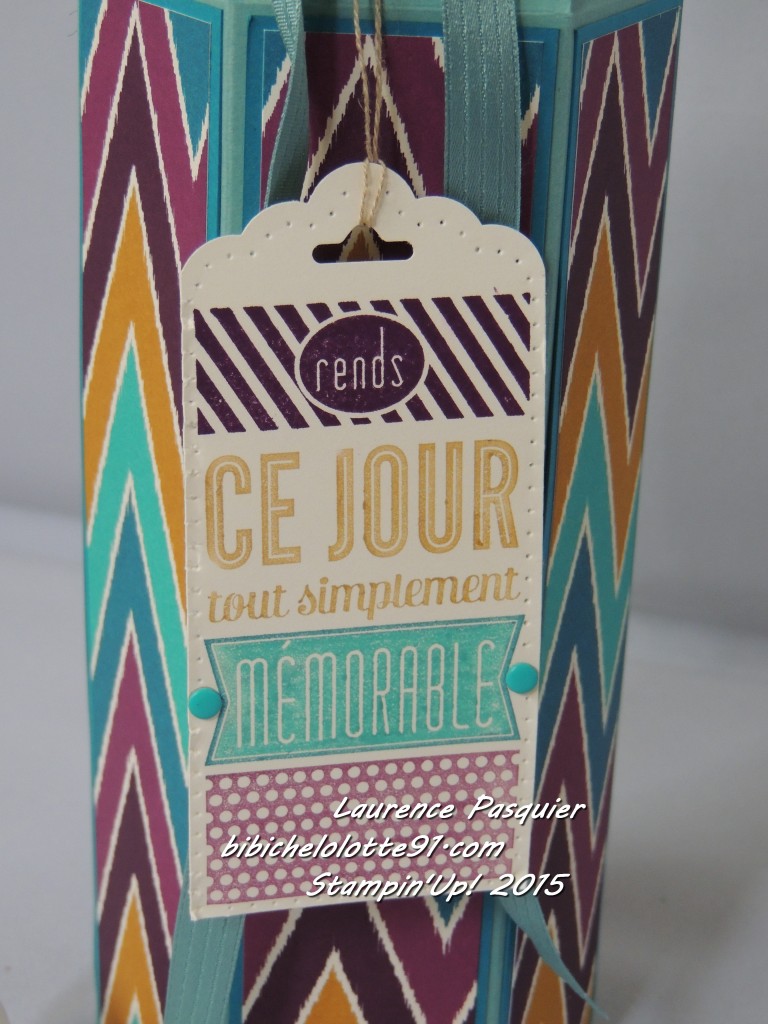 rends
CE JOUR
tout simplement
MÉMORABLE
Laurence Pasquier
bibichelolotte91.com
Stampin'Up! 2015